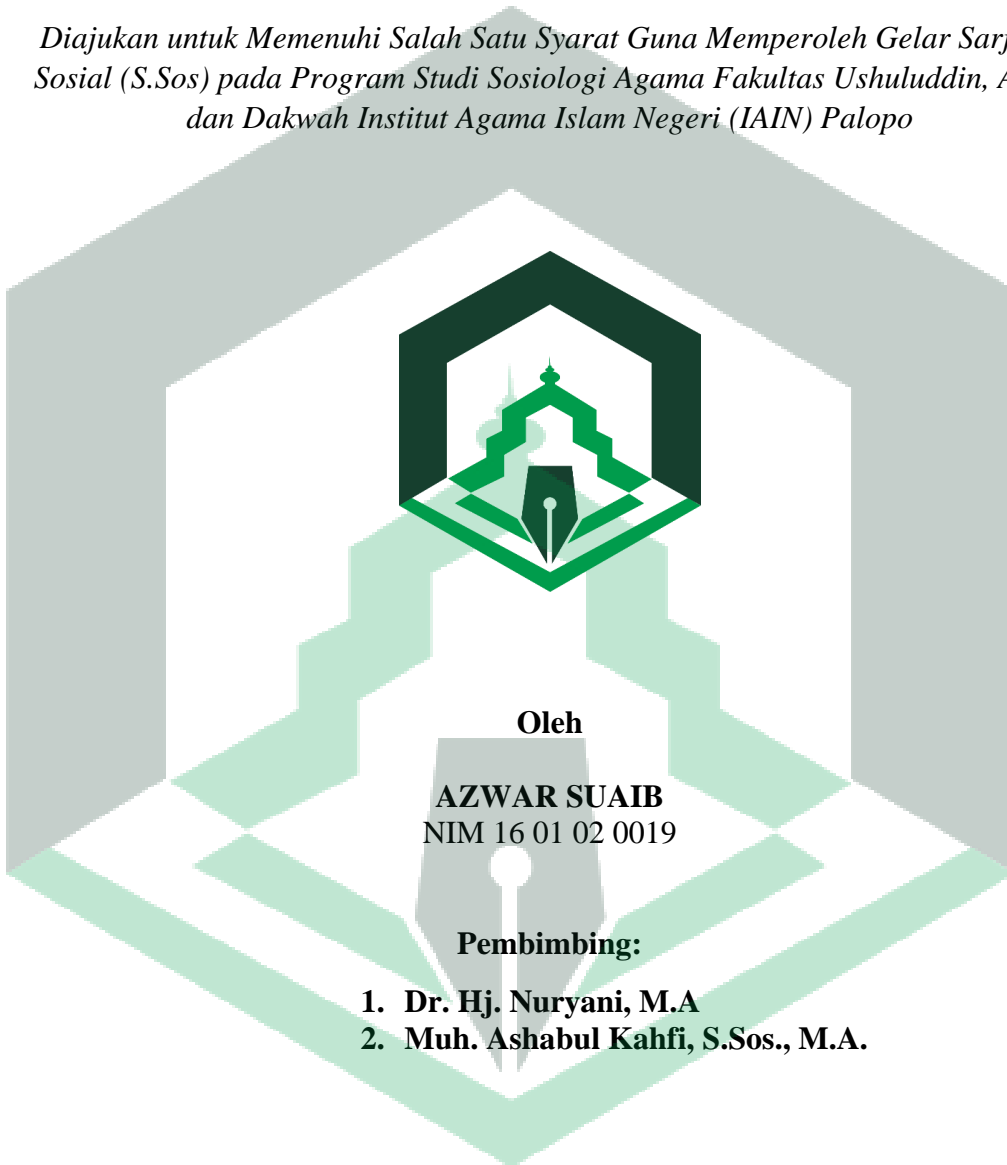 Diajukan untuk Memenuhi Salah Satu Syarat Guna Memperoleh Gelar
Sosial (S.Sos) pada Program Studi Sosiologi Agama Fakultas Ushuluddin,
dan Dakwah Institut Agama Islam Negeri (IAIN) Palopo
Oleh
AZWAR SUAIB
NIM 16 01 02 0019
Pembimbing:
1. Dr. Hj. Nuryani, M.A
2. Muh. Ashabul Kahfi, S.Sos., M.A.